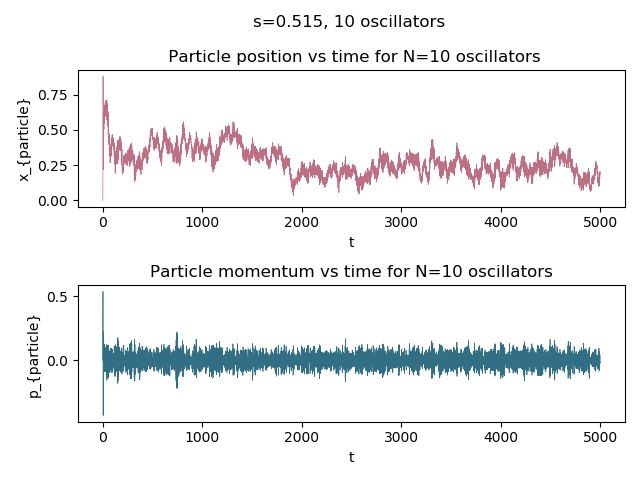 s=0.515, 10 oscillators
Particle position vs time for N=10 oscillators
0.75
0.50
0.25
0.00
x_{particle}
0 1000 2000 3000 4000 5000
t
Particle momentum vs time for N=10 oscillators
0.5
0.0
p_{particle}
0 1000 2000 3000 4000 5000
t